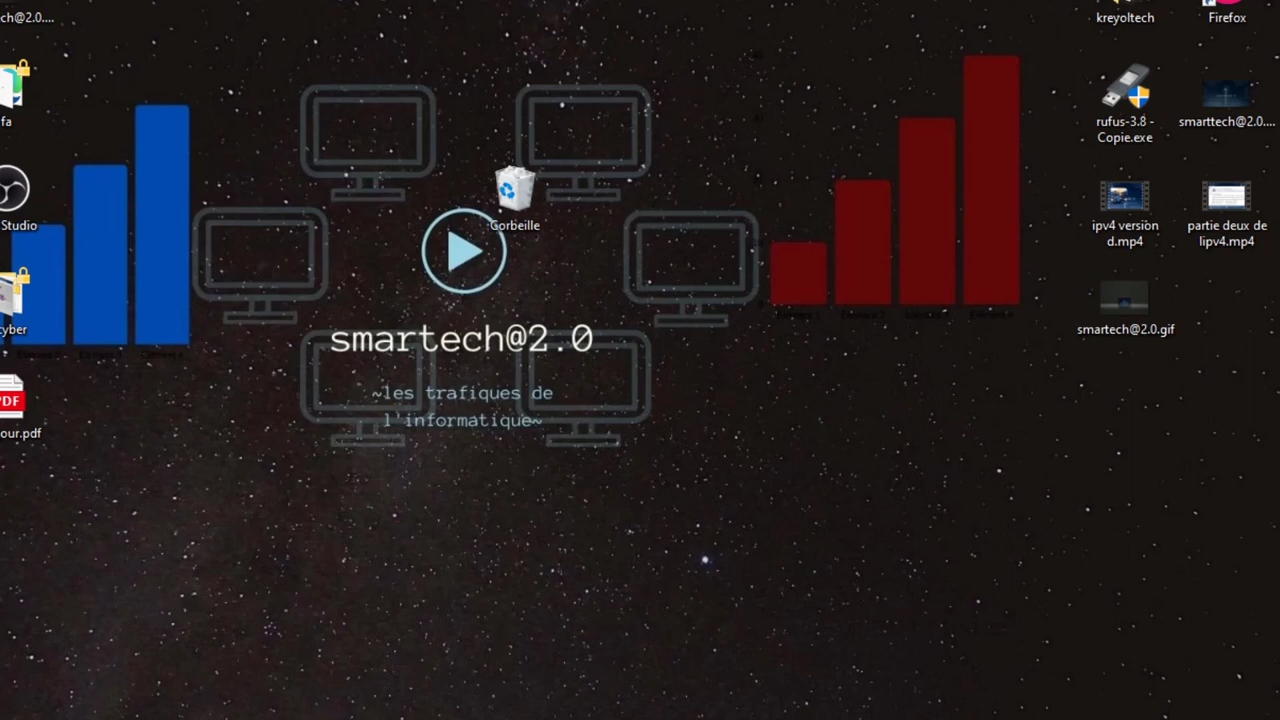 ch@2.0....
kreyoltech
Firefox
fa
rufus-3.8 -
Copie.exe
smarttech@2.0....
Studio
Corbeille
ipv4 version
d.mp4
partie deux de
lipv4.mp4
cyber
smartech@2.0.gif
smartech@2.0
~les trafiques de
l'informatique~
PDF
our.pdf